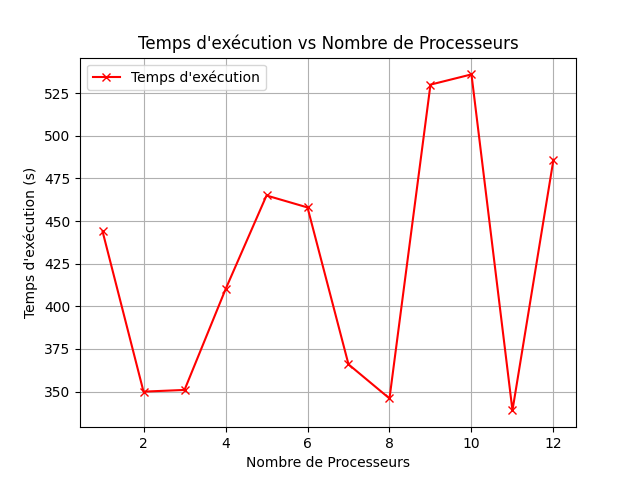 Temps d'exécution vs Nombre de Processeurs
Temps d'exécution
Temps d'exécution (s)
525
500
475
450
425
400
375
350
2 4 6 8 10 12
Nombre de Processeurs